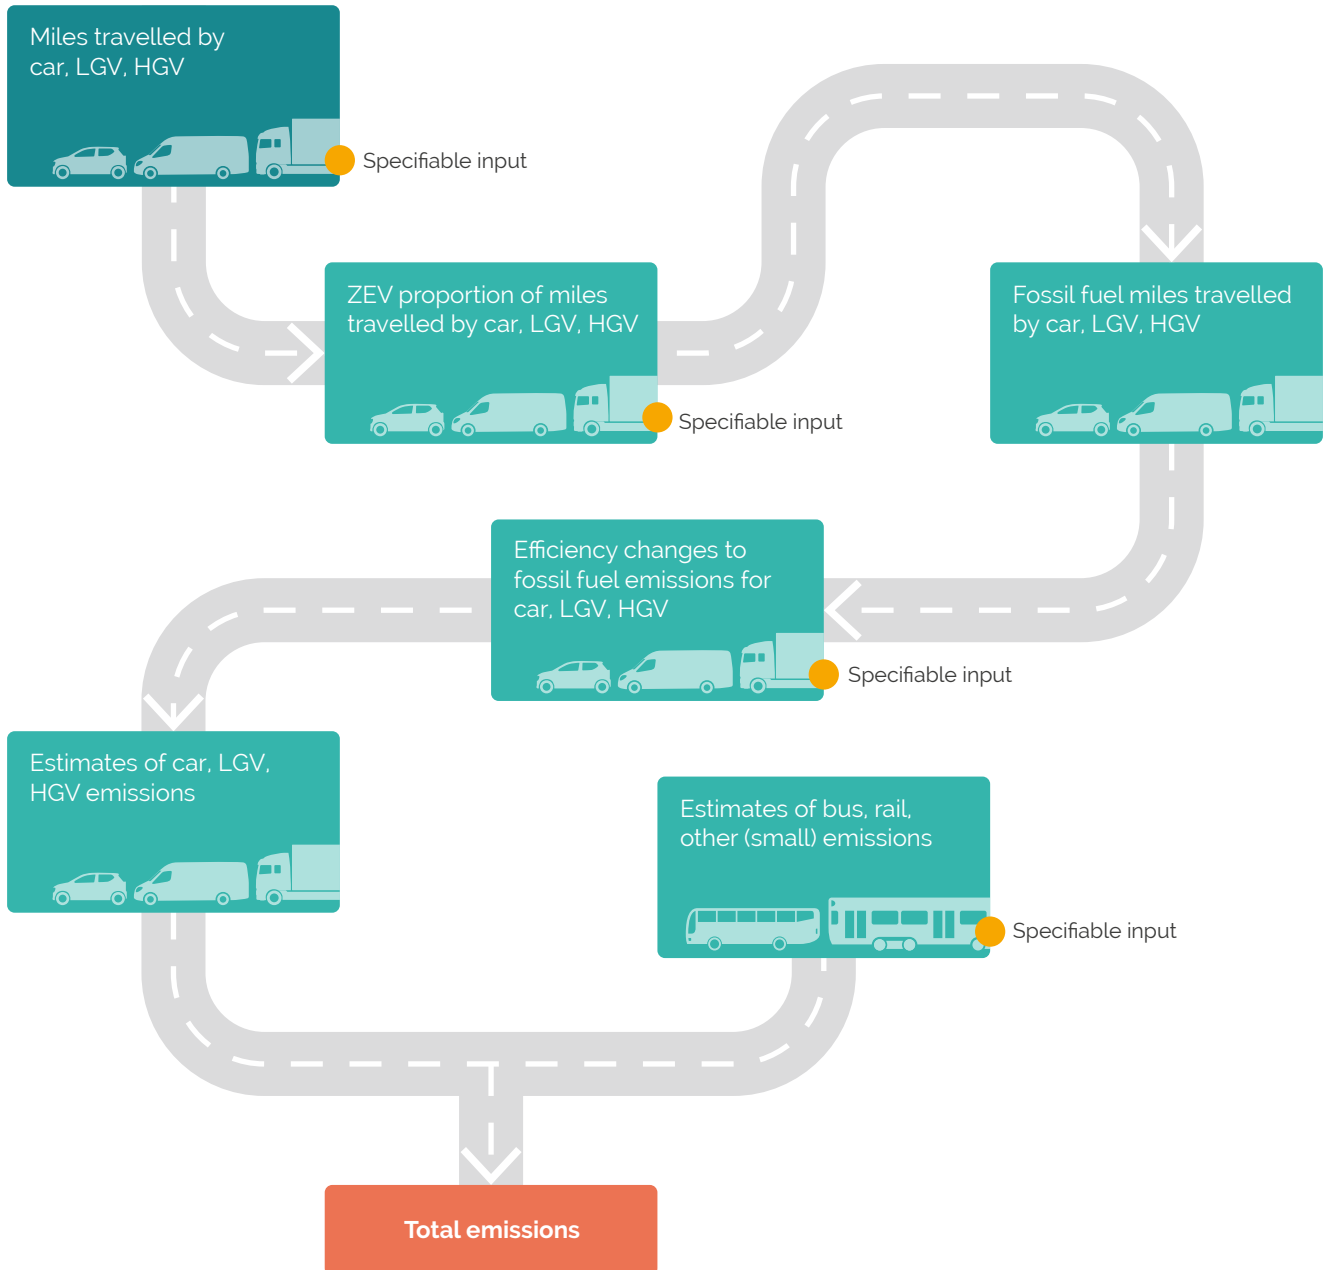 Miles travelled by
car, LGV, HGV
Specifiable input
ZEV proportion of miles
travelled by car, LGV, HGV
Specifiable input
Fossil fuel miles travelled
by car, LGV, HGV
Efficiency changes to
fossil fuel emissions for
car, LGV, HGV
Specifiable input
Estimates of car, LGV,
HGV emissions
Estimates of bus, rail,
other (small) emissions
Specifiable input
Total emissions